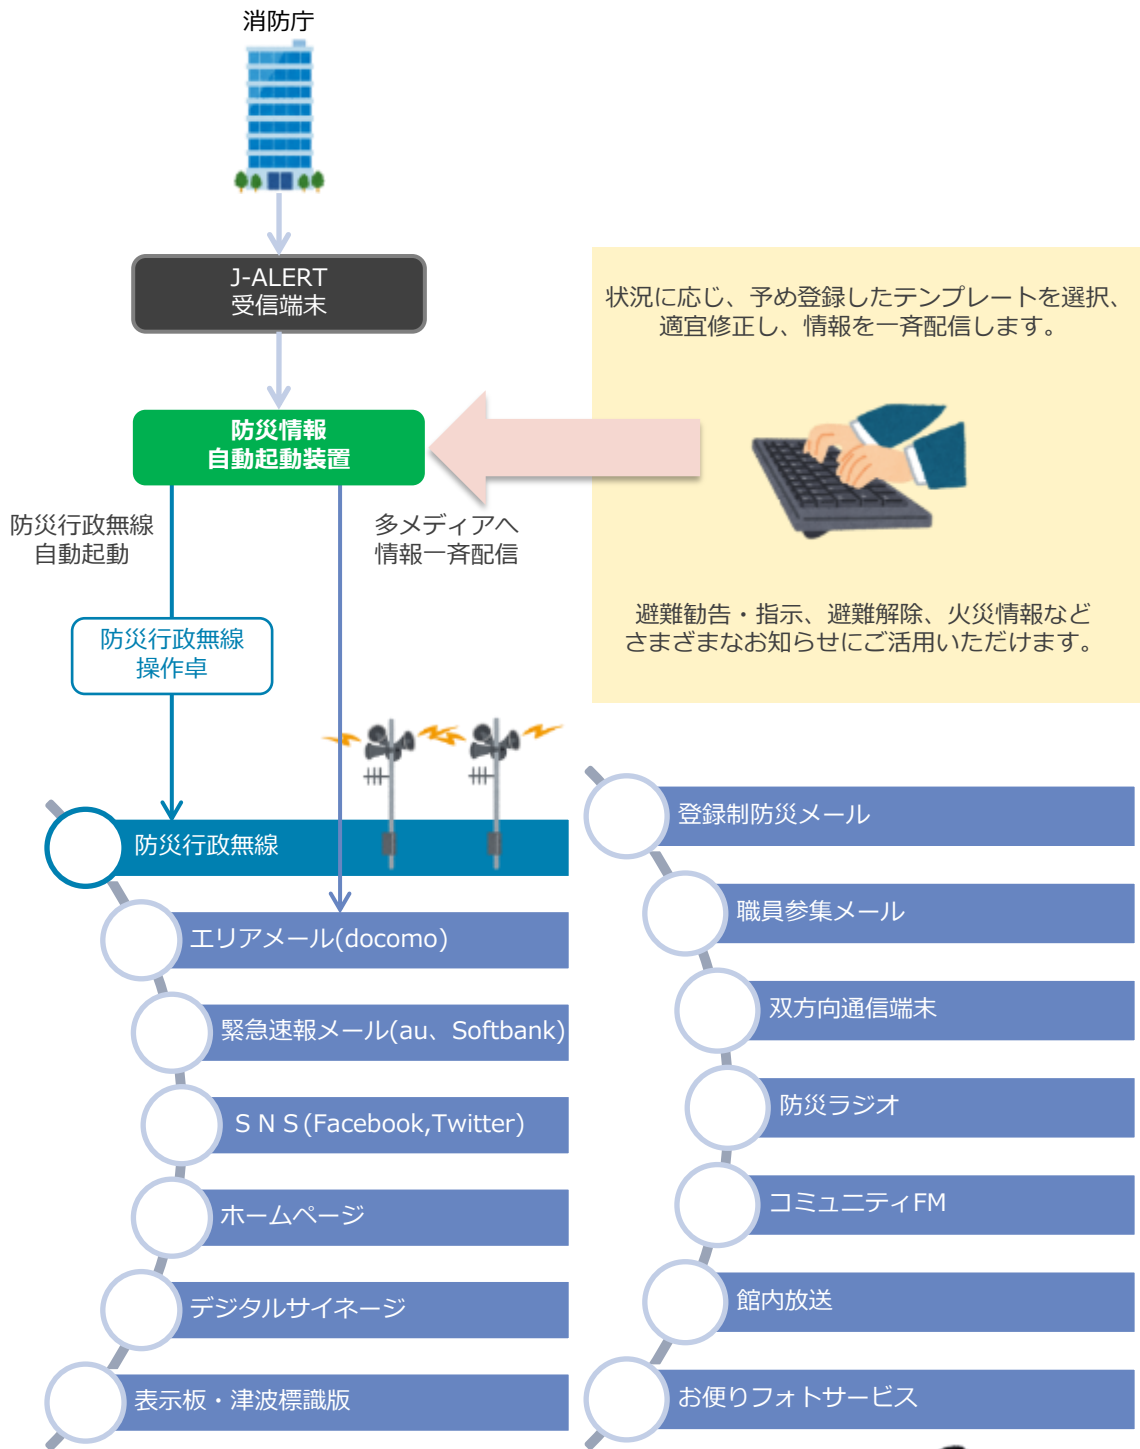 消防庁
J-ALERT
受信端末
防災情報
自動起動装置
状況に応じ、予め登録したテンプレートを選択、
適宜修正し、情報を一斉配信します。
避難勧告・指示、避難解除、火災情報など
さまざまなお知らせにご活用いただけます。
防災行政無線
自動起動
多メディアへ
情報一斉配信
防災行政無線
操作卓
防災行政無線
エリアメール(docomo)
緊急速報メール(au、Softbank)
ＳＮＳ(Facebook,Twitter)
ホームページ
デジタルサイネージ
表示板・津波標識版
登録制防災メール
職員参集メール
双方向通信端末
防災ラジオ
コミュニティFM
館内放送
お便りフォトサービス